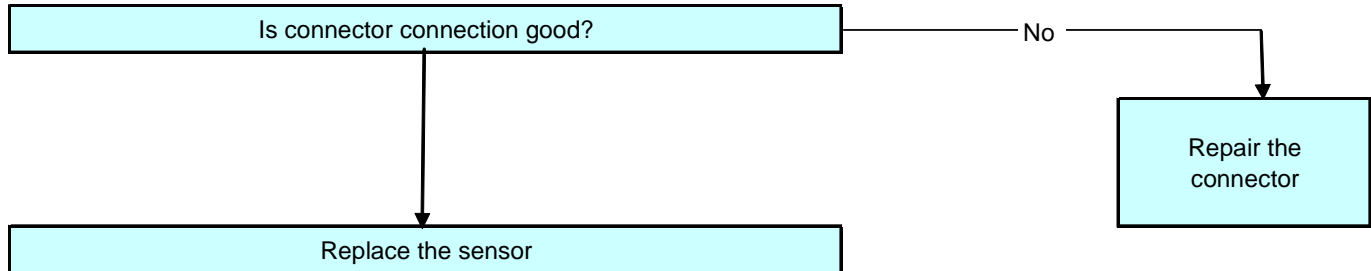 Is connector connection good?
No
Repair the
connector
Replace the sensor